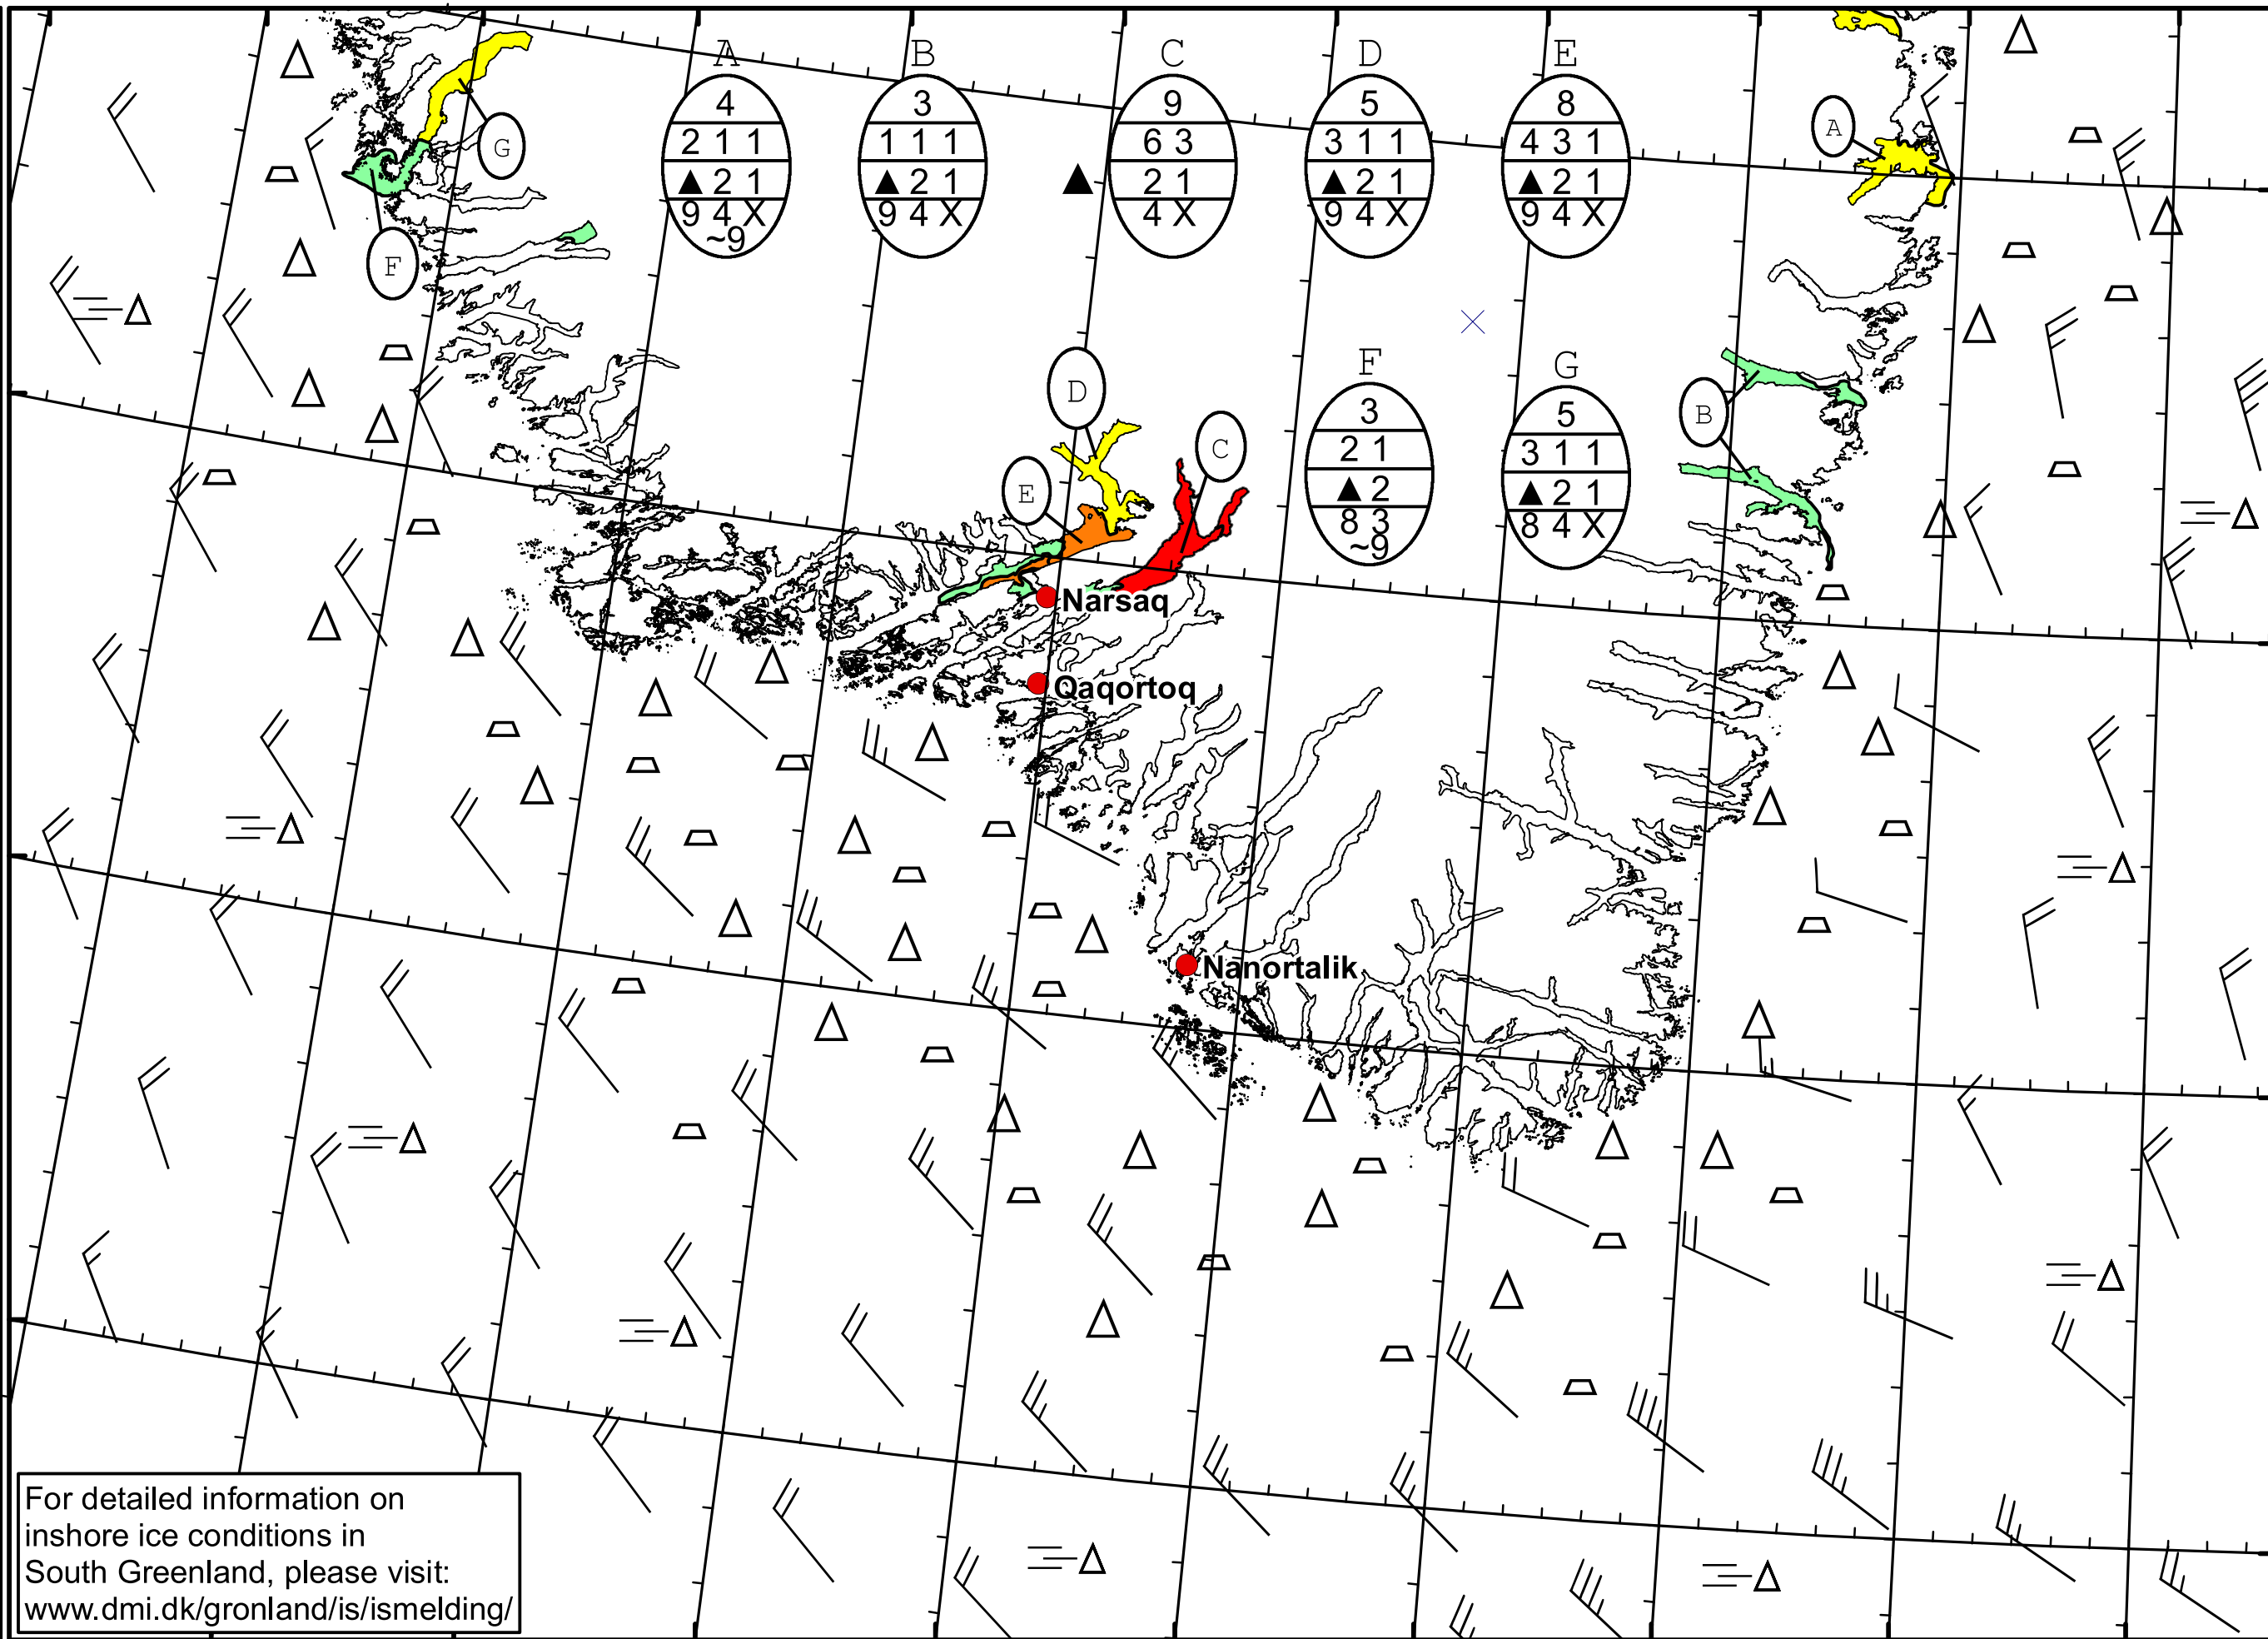 A B C D E
4 3 9 5 8
2 1 1 1 1 1 6 3 3 1 1 4 3 1
▲ 2 1 ▲ 2 1 ▲ 2 1 ▲ 2 1 ▲ 2 1
9 4 X 9 4 X 4 X 9 4 X 9 4 X
~9
A
G
F
F G
3 5
2 1 3 1 1
▲ 2 ▲ 2 1
8 3 8 4 X
~9
D
B
C
E
Narsaq
Qaqortoq
Nanortalik
For detailed information on
inshore ice conditions in
South Greenland, please visit:
www.dmi.dk/gronland/is/ismelding/